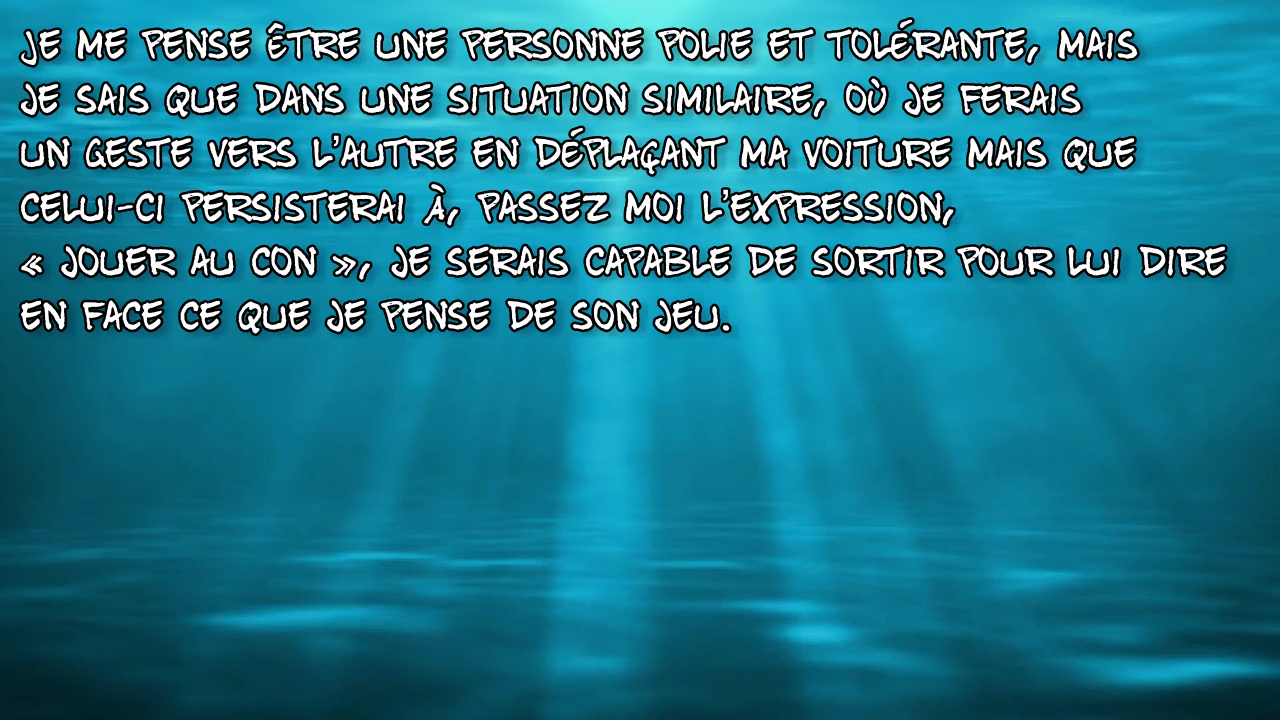 JE ME PENSE ÊTRE UNE PERSONNE POLIE ET TOLÉRANTE, MAIS
JE SAIS QUE DANS UNE SITUATION SIMILAIRE, OÙ JE FERAIS
UN GESTE VERS L'AUTRE EN DÉPLAÇANT MA VOITURE MAIS QUE
CELUI-CI PERSISTERAI À, PASSEZ MOI L'EXPRESSION,
« JOUER AU CON », JE SERAIS CAPABLE DE SORTIR POUR LUI DIRE
EN FACE CE QUE JE PENSE DE SON JEU.